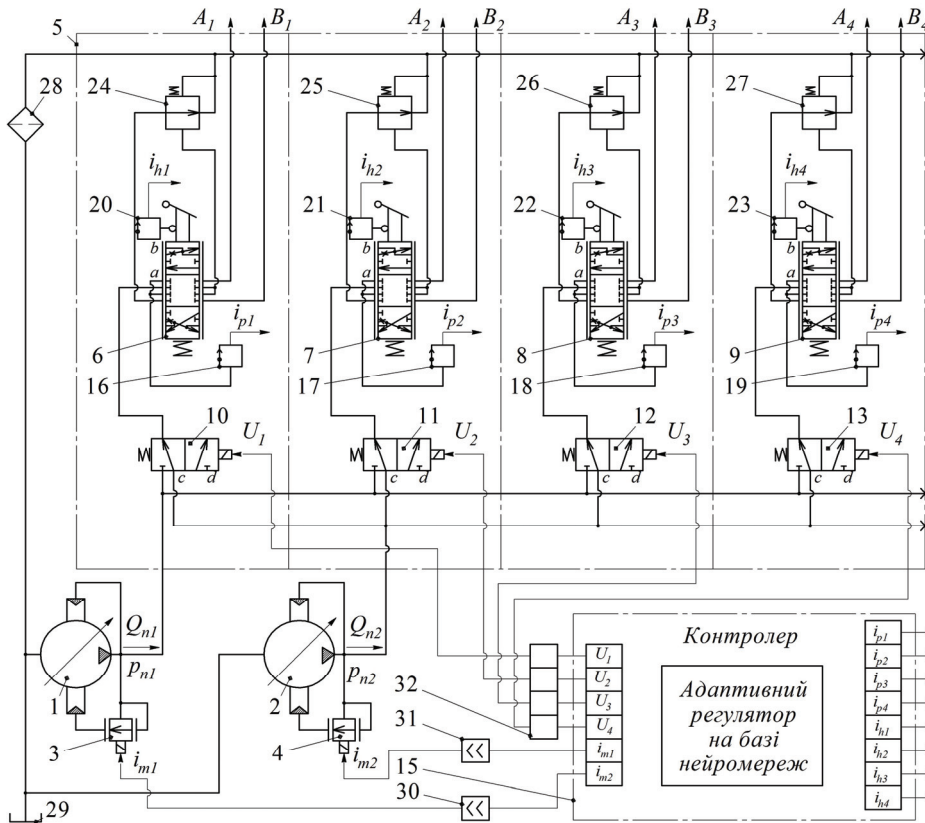 A1 B1 A2 B2 A3 B3 A4 B4
5
28 24 25 26 27
ih1 ih2 ih3 ih4
20 21 22 23
b b b b
a a a a
ip1 ip2 ip3 ip4
6 7 8 9
16 17 18 19
10 11 12 13
U1 U2 U3 U4
c d c d c d c d
Qn1 Qn2
pn1 pn2
1 2
3 4
im1 im2
29
32
31
30
15
Контролер
U1
U2
U3
U4
im1
im2
Адаптивний
регулятор
на базі
нейромереж
ip1
ip2
ip3
ip4
ih1
ih2
ih3
ih4